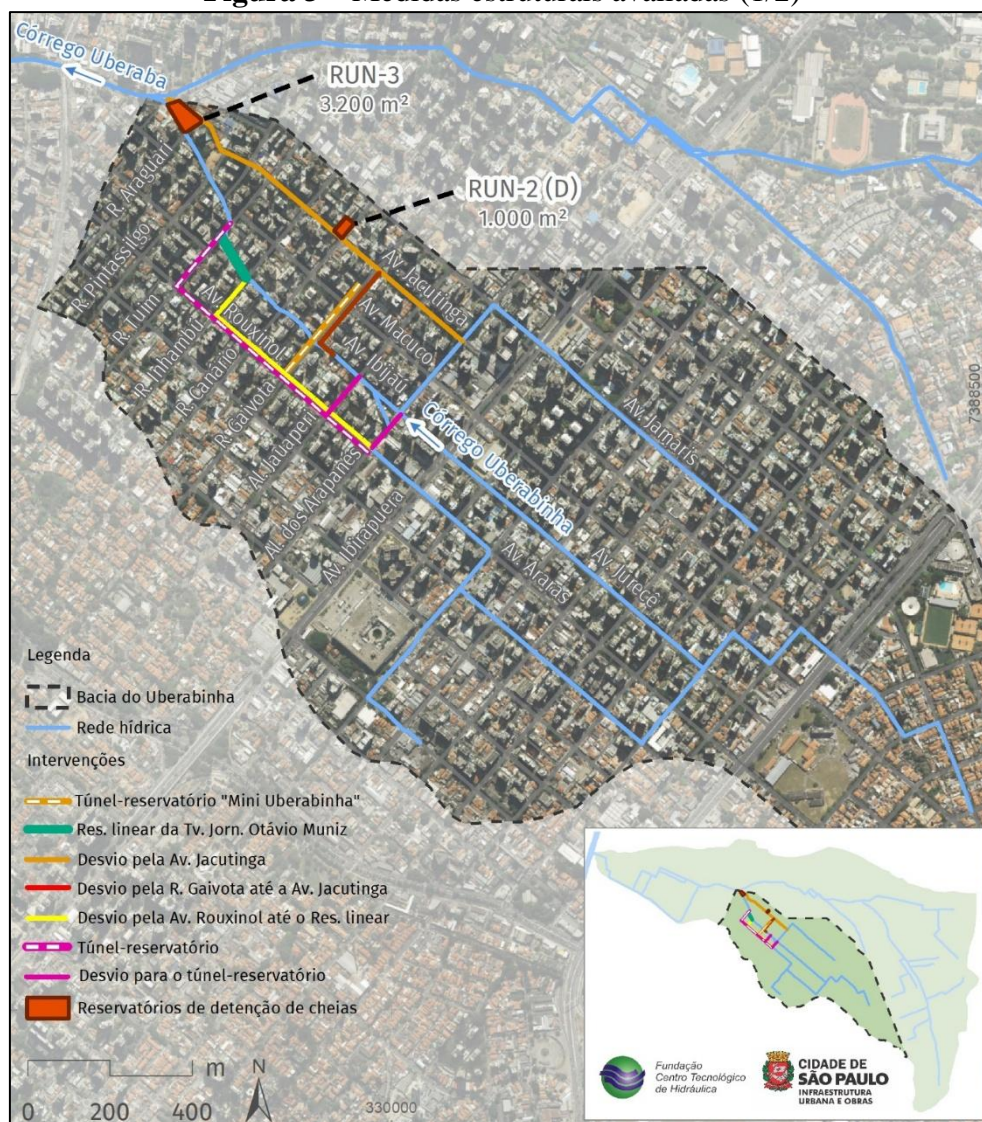 Figura 3 – Medidas estruturais avaliadas (1/2)
Córrego Uberaba
RUN-3
3.200 m²
RUN-2 (D)
1.000 m²
R. Araguari
R. Pintassilgo
R. Tuim
R. Inhambú
R. Canário
R. Gaivota
Al. Jauaperi
Al. dos Arapanés
Av. Ibirapuera
Av. Rouxinol
Av. Jacutinga
Av. Macuco
Av. Ibijaú
Córrego Uberabinha
Av. Jamaris
Av. Jurecê
Av. Araras
7388500
Legenda
Bacia do Uberabinha
Rede hídrica
Intervenções
Túnel-reservatório "Mini Uberabinha"
Res. linear da Tv. Jorn. Otávio Muniz
Desvio pela Av. Jacutinga
Desvio pela R. Gaivota até a Av. Jacutinga
Desvio pela Av. Rouxinol até o Res. linear
Túnel-reservatório
Desvio para o túnel-reservatório
Reservatórios de detenção de cheias
m
N
0 200 400
330000
Fundação
Centro Tecnológico
de Hidráulica
CIDADE DE
SÃO PAULO
INFRAESTRUTURA
URBANA E OBRAS